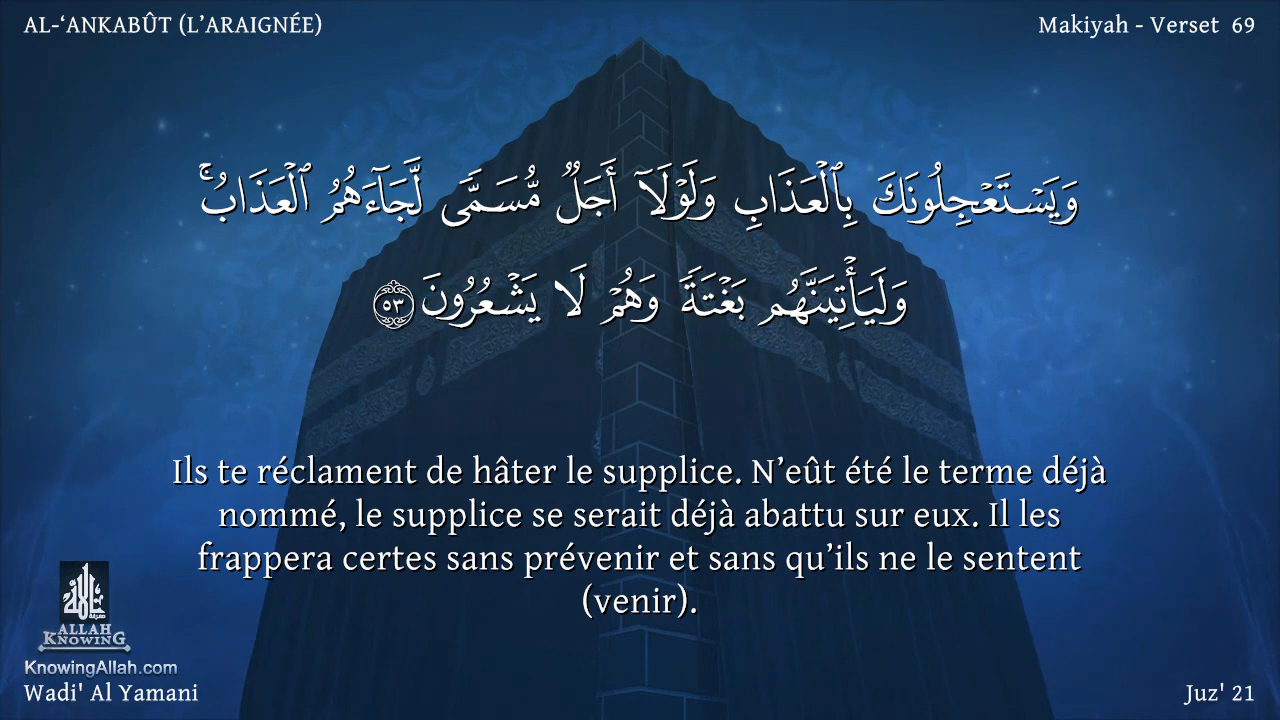 AL-‘ANKABÛT (L’ARAIGNÉE)
Makiyah - Verset 69
وَيَسۡتَعۡجِلُونَكَ بِٱلۡعَذَابِ وَلَوۡلَآ أَجَلٞ مُّسَمّٗى لَّجَآءَهُمُ ٱلۡعَذَابُۚ
وَلَيَأۡتِيَنَّهُم بَغۡتَةٗ وَهُمۡ لَا يَشۡعُرُونَ ٥٣
Ils te réclament de hâter le supplice. N’eût été le terme déjà
nommé, le supplice se serait déjà abattu sur eux. Il les
frappera certes sans prévenir et sans qu’ils ne le sentent
(venir).
ALLAH
KNOWING
KnowingAllah.com
Wadi' Al Yamani
Juz' 21